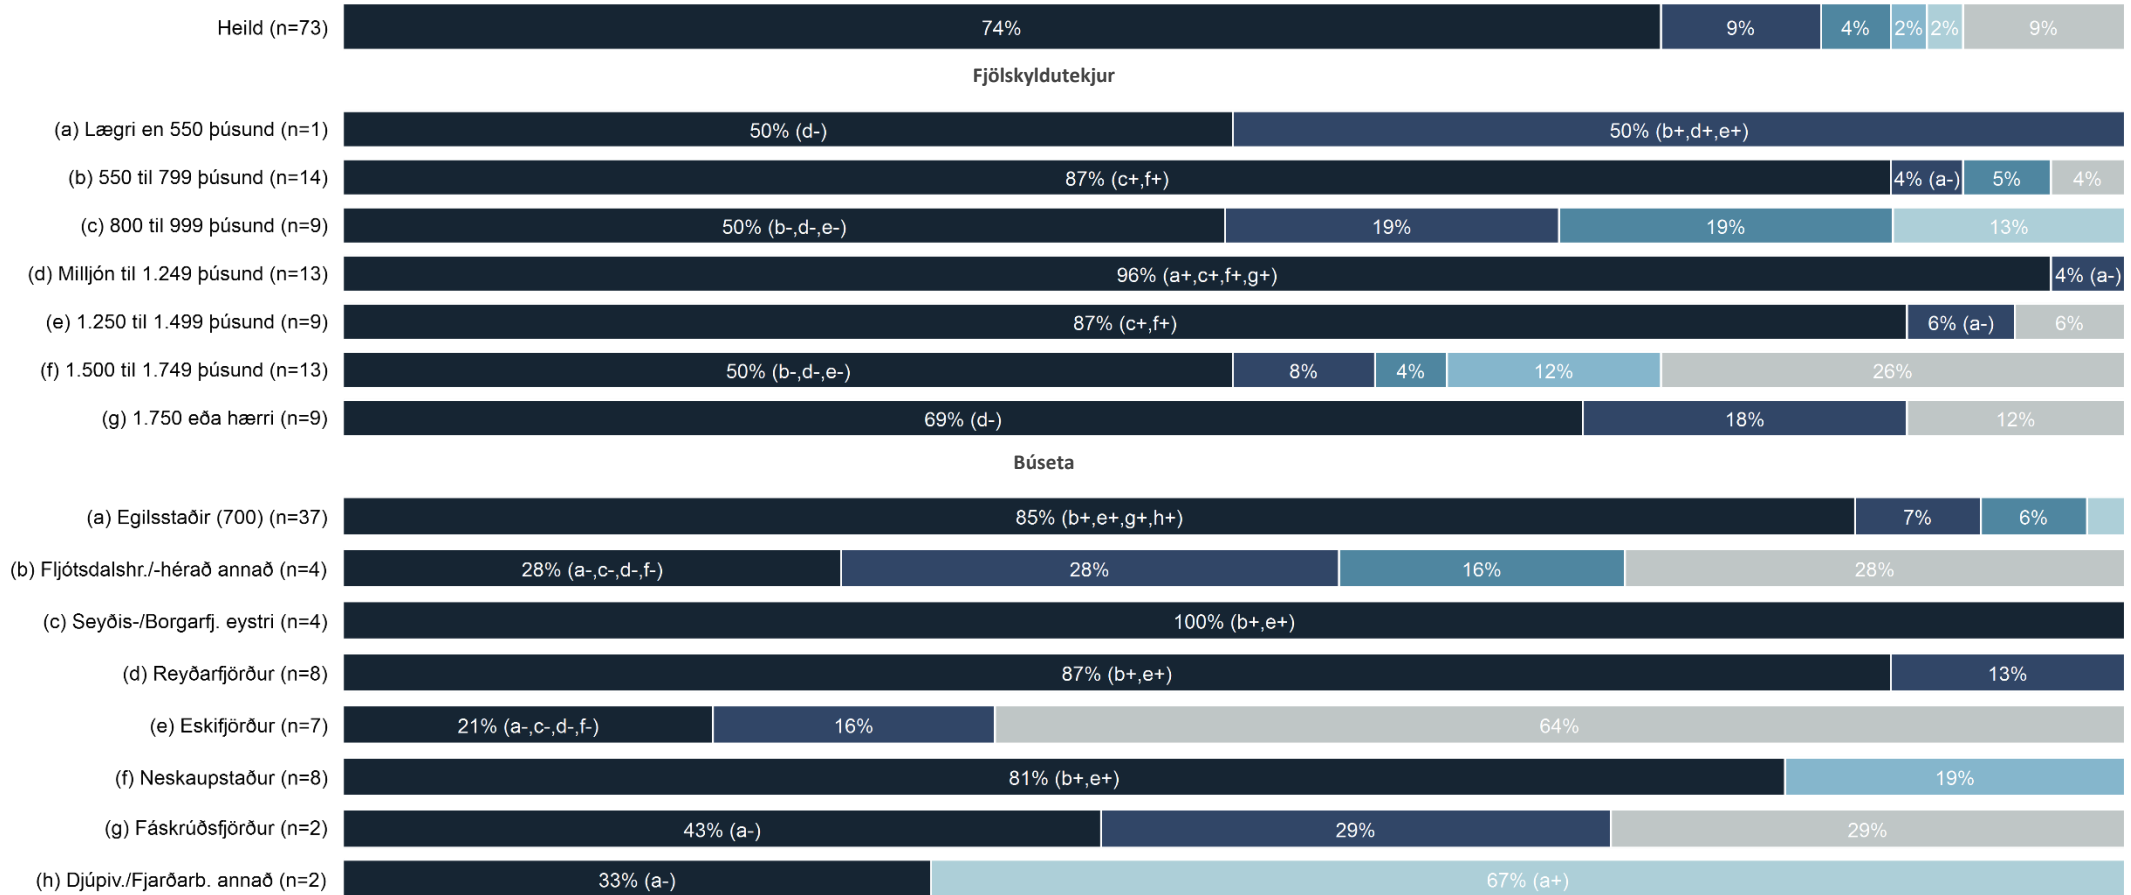 Heild (n=73) 74% 9% 4% 2% 2% 9%
Fjölskyldutekjur
(a) Lægri en 550 þúsund (n=1) 50% (d-) 50% (b+,d+,e+)
(b) 550 til 799 þúsund (n=14) 87% (c+,f+) 4% (a-) 5% 4%
(c) 800 til 999 þúsund (n=9) 50% (b-,d-,e-) 19% 19% 13%
(d) Milljón til 1.249 þúsund (n=13) 96% (a+,c+,f+,g+) 4% (a-)
(e) 1.250 til 1.499 þúsund (n=9) 87% (c+,f+) 6% (a-) 6%
(f) 1.500 til 1.749 þúsund (n=13) 50% (b-,d-,e-) 8% 4% 12% 26%
(g) 1.750 eða hærri (n=9) 69% (d-) 18% 12%
Búseta
(a) Egilsstaðir (700) (n=37) 85% (b+,e+,g+,h+) 7% 6%
(b) Fljótsdalshr./-hérað annað (n=4) 28% (a-,c-,d-,f-) 28% 16% 28%
(c) Seyðis-/Borgarfj. eystri (n=4) 100% (b+,e+)
(d) Reyðarfjörður (n=8) 87% (b+,e+) 13%
(e) Eskifjörður (n=7) 21% (a-,c-,d-,f-) 16% 64%
(f) Neskaupstaður (n=8) 81% (b+,e+) 19%
(g) Fáskrúðsfjörður (n=2) 43% (a-) 29% 29%
(h) Djúpiv./Fjarðarb. annað (n=2) 33% (a-) 67% (a+)